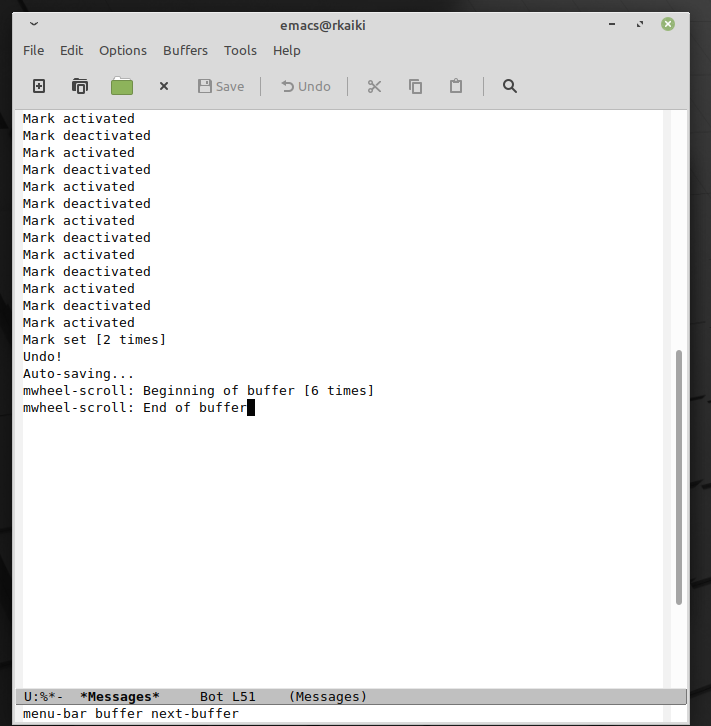 emacs@rkaiki
File Edit Options Buffers Tools Help
Save Undo
Mark activated
Mark deactivated
Mark activated
Mark deactivated
Mark activated
Mark deactivated
Mark activated
Mark deactivated
Mark activated
Mark deactivated
Mark activated
Mark deactivated
Mark activated
Mark set [2 times]
Undo!
Auto-saving...
mwheel-scroll: Beginning of buffer [6 times]
mwheel-scroll: End of buffer
U:%*-  *Messages*     Bot L51    (Messages)
menu-bar buffer next-buffer